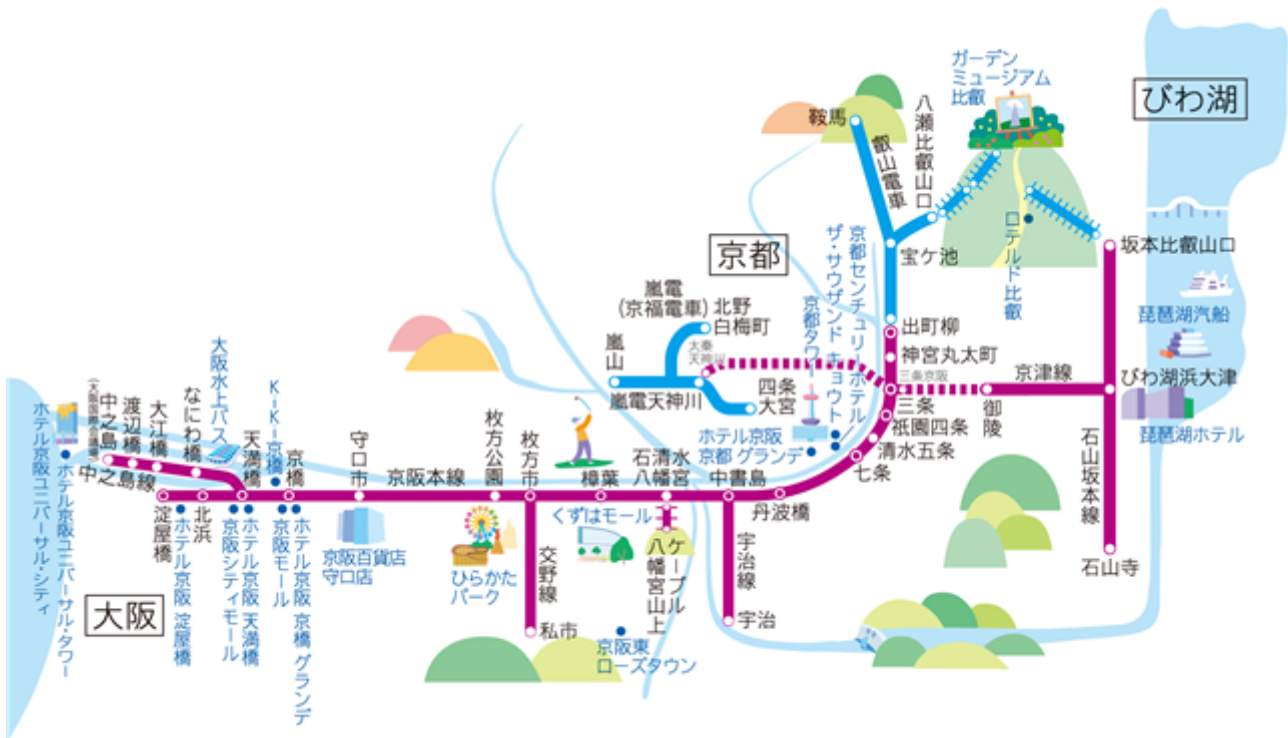 ガーデン
ミュージアム
比叡
びわ湖
鞍馬
八瀬比叡山口
叡山電車
ロテルド比叡
坂本比叡山口
宝ケ池
京都
京都センチュリーホテル
ザ・サウザンド キョウト
京都タワー
嵐電
(京福電車)
北野
白梅町
太秦
天神川
嵐山
嵐電天神川
四条
大宮
出町柳
神宮丸太町
三条京阪
三条
京津線
御陵
びわ湖浜大津
琵琶湖汽船
琵琶湖ホテル
祇園四条
清水五条
七条
ホテル京阪
京都 グランデ
石山坂本線
石山寺
ホテル京阪ユニバーサル・シティ
ホテル京阪ユニバーサル・タワー
中之島
(大阪国際会議場)
渡辺橋
大江橋
なにわ橋
大阪水上バス
天満橋
K-KI京橋
京橋
守口市
京阪本線
枚方公園
枚方市
樟葉
石清水
八幡宮
中書島
丹波橋
中之島線
淀屋橋
ホテル京阪 淀屋橋
北浜
京阪シティモール
ホテル京阪 天満橋
京阪モール
ホテル京阪 京橋 グランデ
京阪百貨店
守口店
ひらかた
パーク
くずはモール
交野線
私市
ケーブル
八幡宮山上
京阪東
ローズタウン
宇治線
宇治
大阪